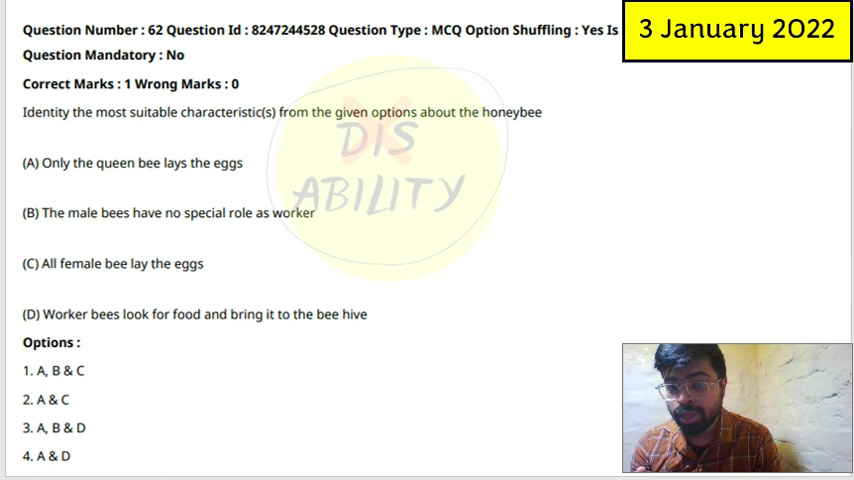 3 January 2022
Question Number : 62 Question Id : 8247244528 Question Type : MCQ Option Shuffling : Yes Is
Question Mandatory : No
Correct Marks : 1 Wrong Marks : 0
Identity the most suitable characteristic(s) from the given options about the honeybee
DIS
ABILITY
(A) Only the queen bee lays the eggs
(B) The male bees have no special role as worker
(C) All female bee lay the eggs
(D) Worker bees look for food and bring it to the bee hive
Options :
1. A, B & C
2. A & C
3. A, B & D
4. A & D